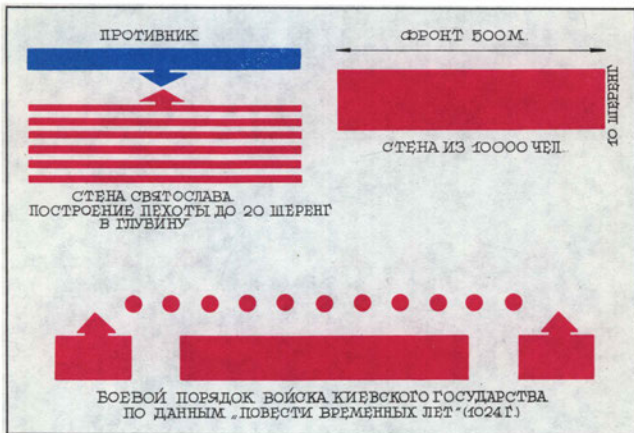 ПРОТИВНИК
ФРОНТ 500 М.
10 ШЕРЕНГ
СТЕНА ИЗ 10000 ЧЕЛ.
СТЕНА СВЯТОСЛАВА
ПОСТРОЕНИЕ ПЕХОТЫ ДО 20 ШЕРЕНГ
В ГЛУБИНУ
БОЕВОЙ ПОРЯДОК ВОЙСКА КИЕВСКОГО ГОСУДАРСТВА
ПО ДАННЫМ „ПОВЕСТИ ВРЕМЕННЫХ ЛЕТ" (1024 Г.)